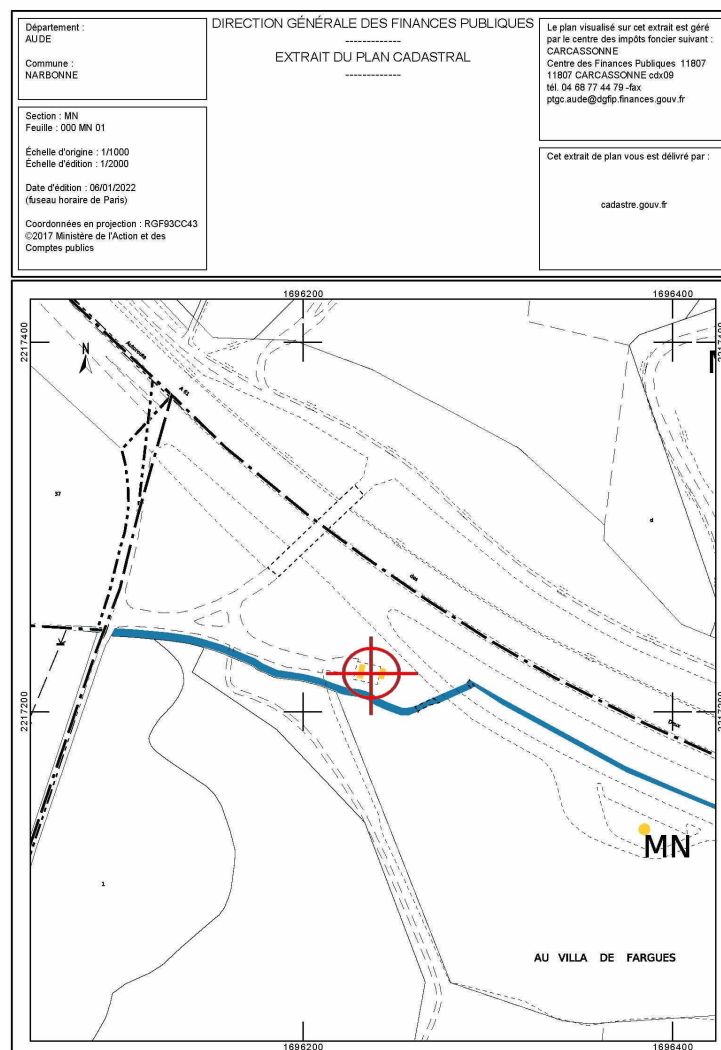 Département :
AUDE
Commune :
NARBONNE
Section : MN
Feuille : 000 MN 01
Échelle d'origine : 1/1000
Échelle d'édition : 1/2000
Date d'édition : 06/01/2022
(fuseau horaire de Paris)
Coordonnées en projection : RGF93CC43
©2017 Ministère de l'Action et des
Comptes publics
DIRECTION GÉNÉRALE DES FINANCES PUBLIQUES
-------------
EXTRAIT DU PLAN CADASTRAL
-------------
Le plan visualisé sur cet extrait est géré
par le centre des impôts foncier suivant :
CARCASSONNE
Centre des Finances Publiques 11807
11807 CARCASSONNE cdx09
tél. 04 68 77 44 79 -fax
ptgc.aude@dgfip.finances.gouv.fr
Cet extrait de plan vous est délivré par :
cadastre.gouv.fr
1696200
1696400
2217400
2217400
N
Autoroute
A 61
37
d
des
2217200
2217200
Deux
MN
1
AU VILLA DE FARGUES
1696200
1696400